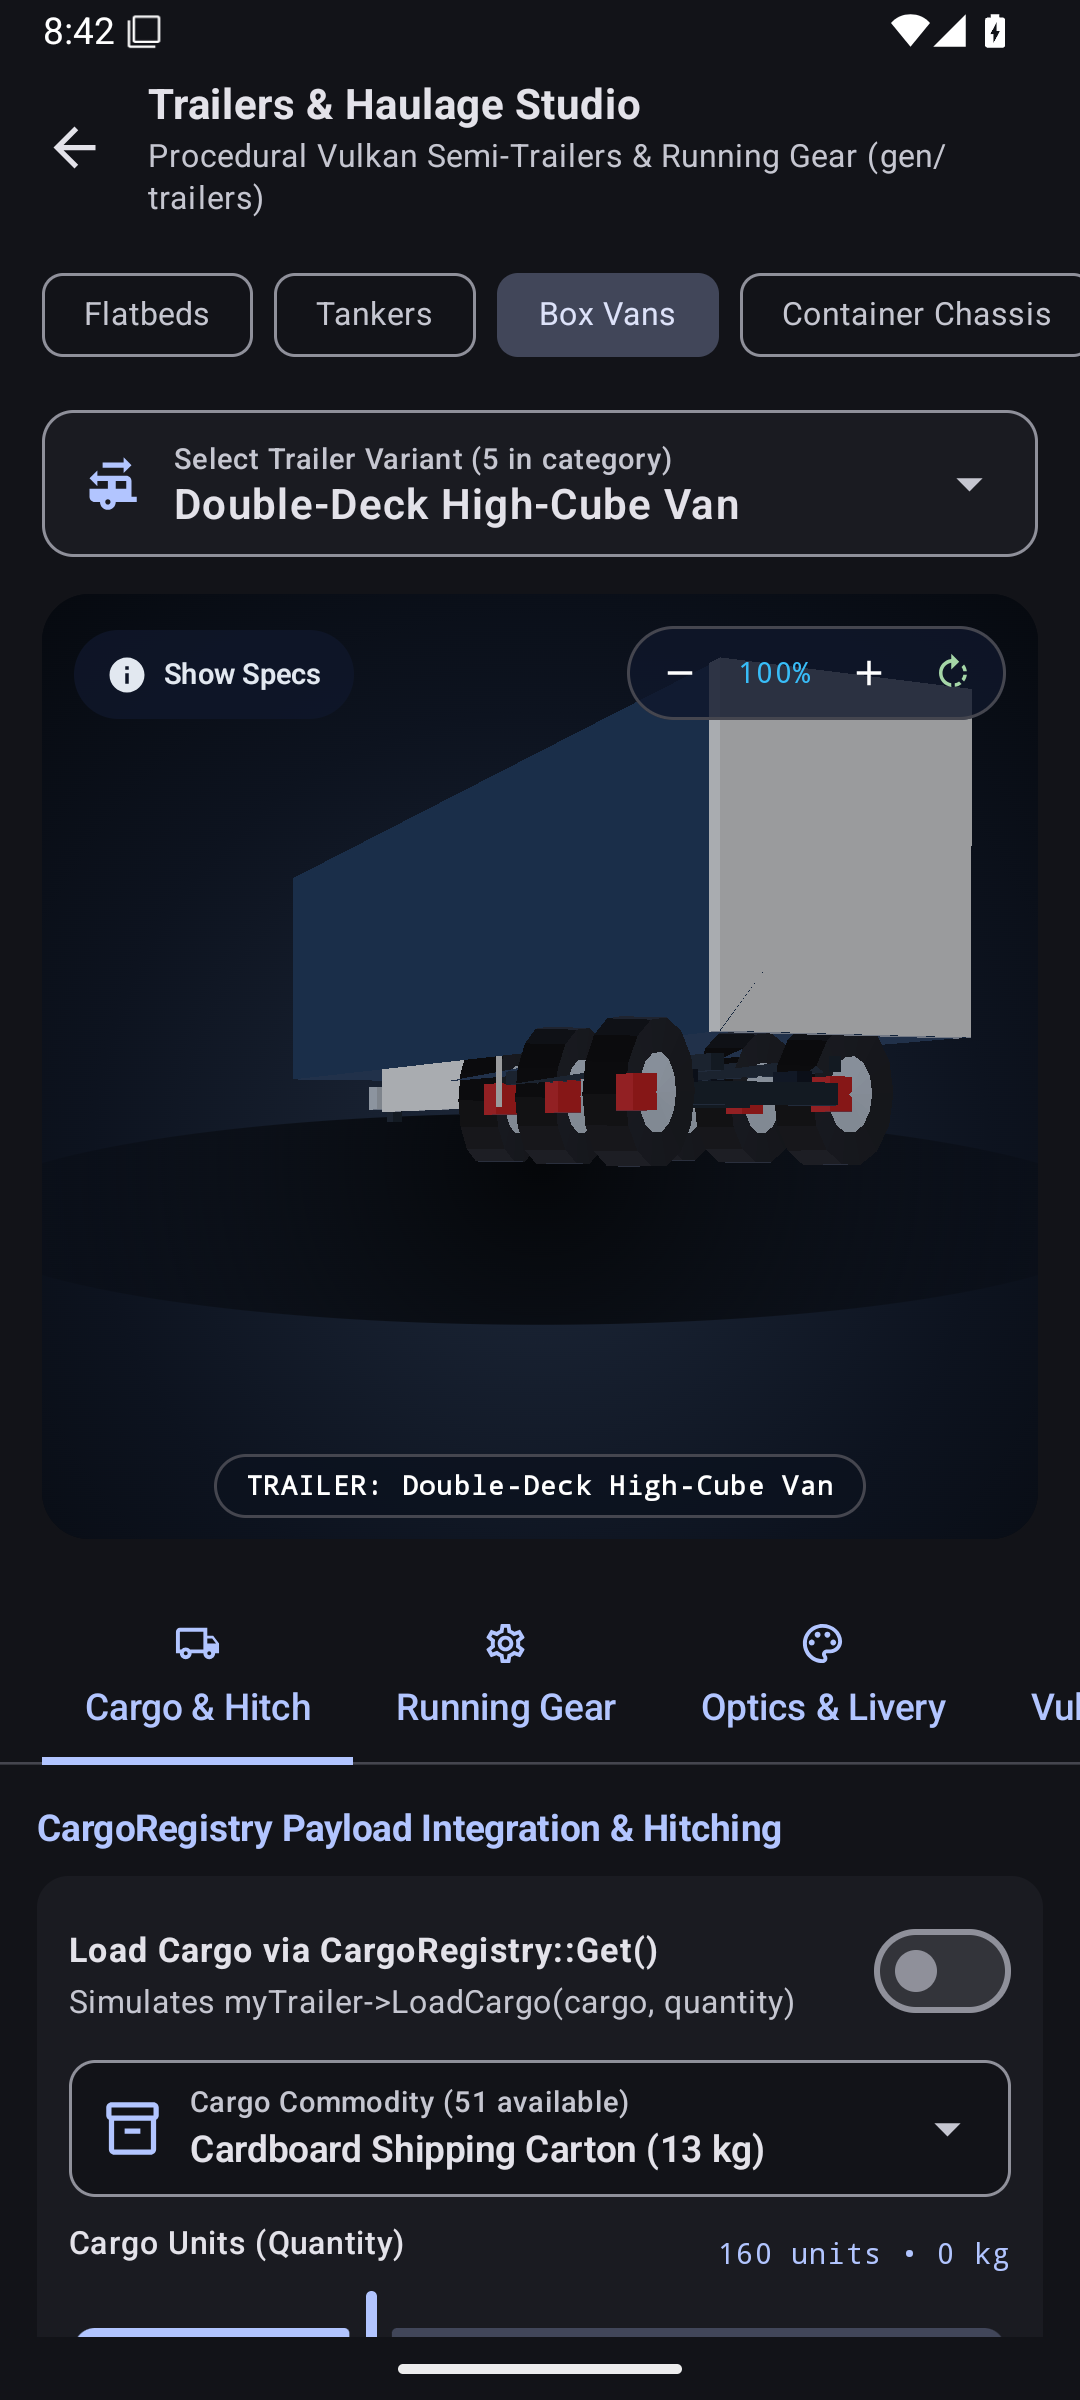 8:42
Trailers & Haulage Studio
Procedural Vulkan Semi-Trailers & Running Gear (gen/
trailers)
Flatbeds
Tankers
Box Vans
Container Chassis
Select Trailer Variant (5 in category)
Double-Deck High-Cube Van
Show Specs
100%
TRAILER: Double-Deck High-Cube Van
Cargo & Hitch
Running Gear
Optics & Livery
Vul
CargoRegistry Payload Integration & Hitching
Load Cargo via CargoRegistry::Get()
Simulates myTrailer->LoadCargo(cargo, quantity)
Cargo Commodity (51 available)
Cardboard Shipping Carton (13 kg)
Cargo Units (Quantity)
160 units • 0 kg